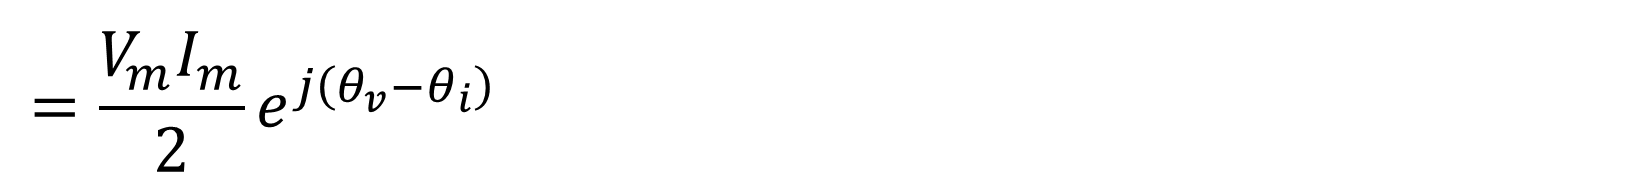 = \frac{V_m I_m}{2} e^{j(\theta_v - \theta_i)}